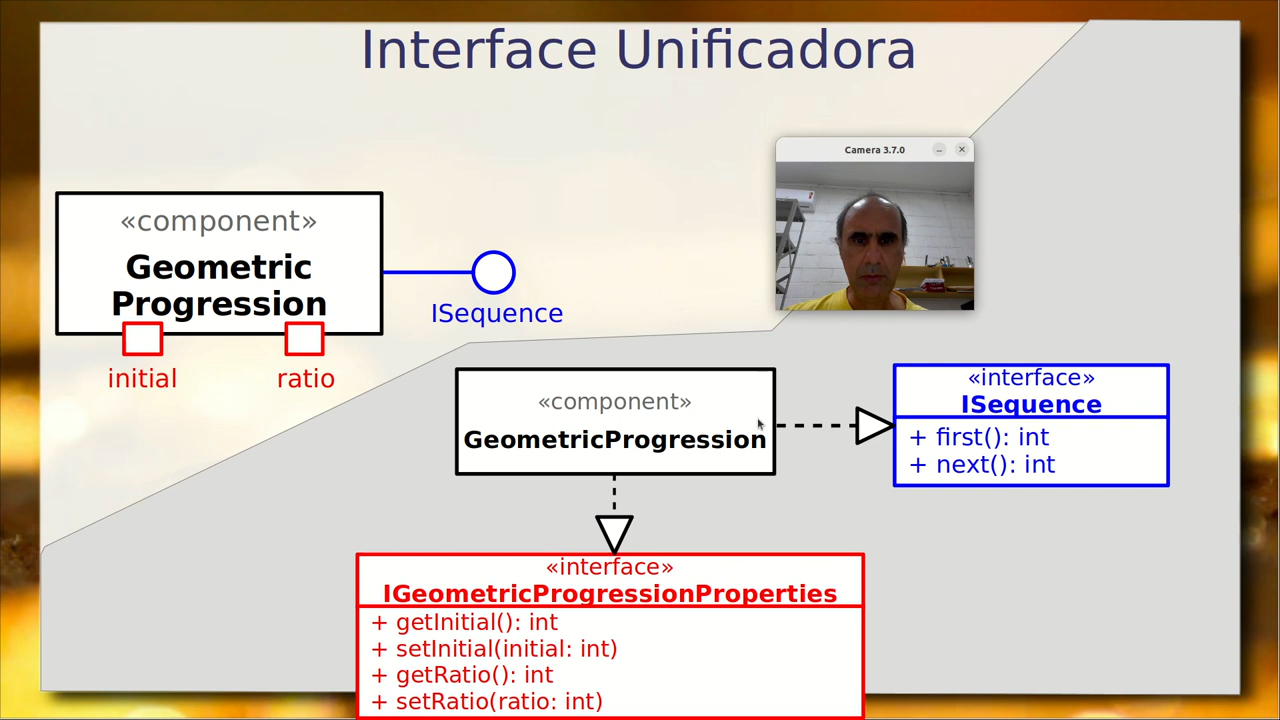 Interface Unificadora
Camera 3.7.0
«component»
Geometric
Progression
ISequence
initial
ratio
«component»
GeometricProgression
«interface»
ISequence
+ first(): int
+ next(): int
«interface»
IGeometricProgressionProperties
+ getInitial(): int
+ setInitial(initial: int)
+ getRatio(): int
+ setRatio(ratio: int)